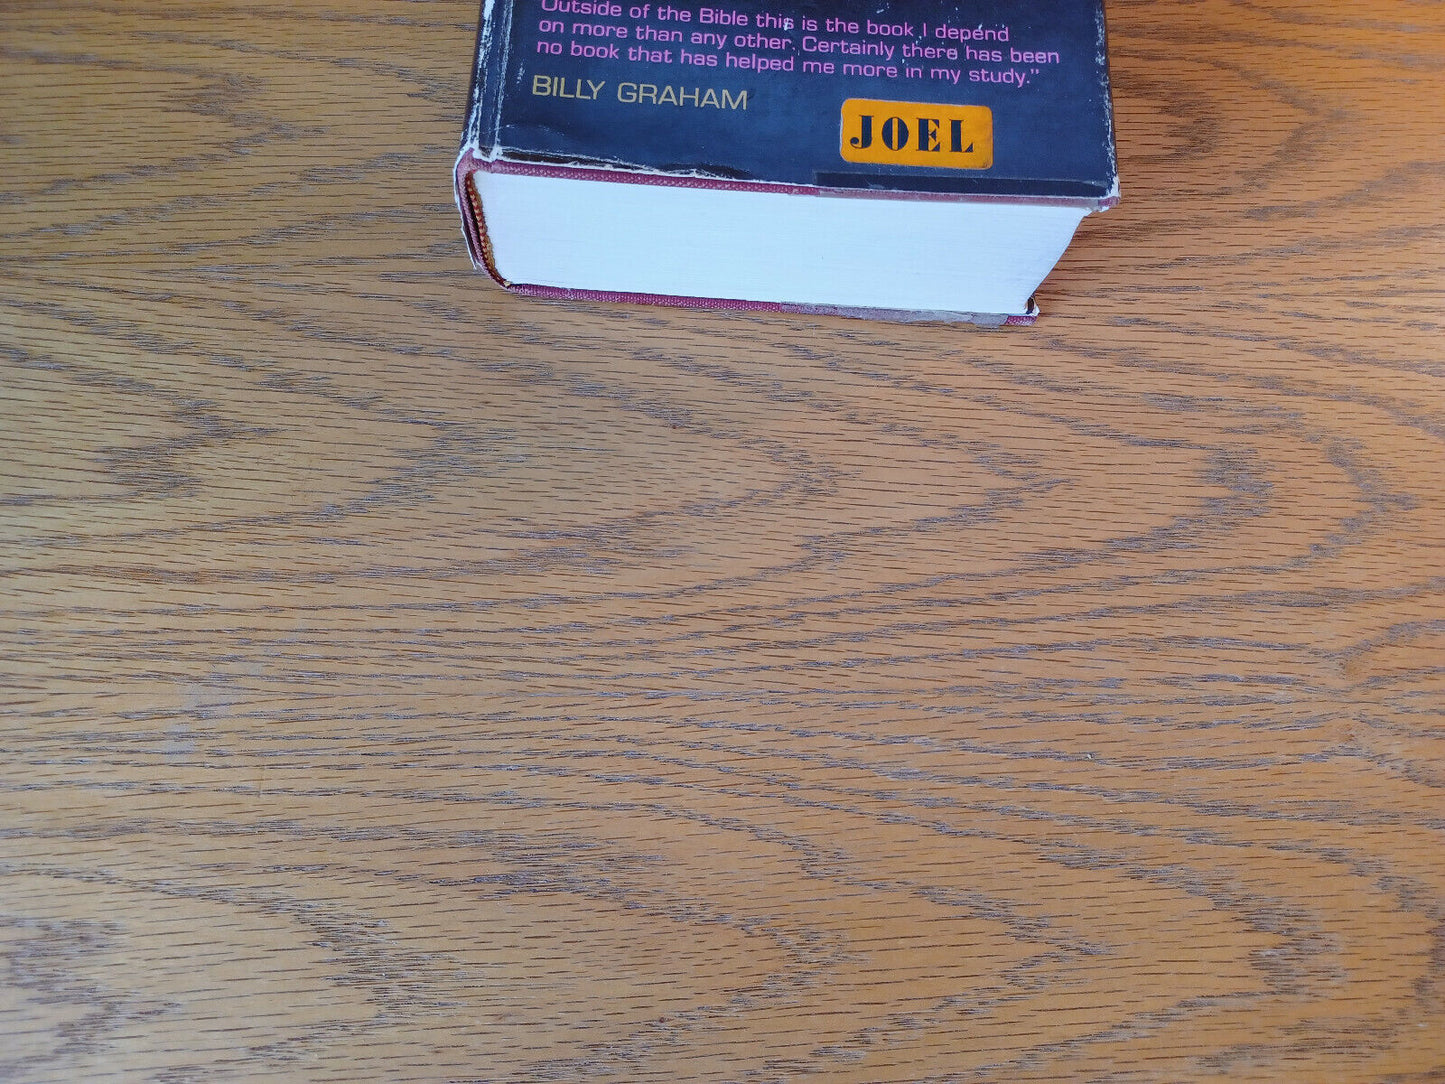 Outside of the Bible this is the book I depend
on more than any other. Certainly there has been
no book that has helped me more in my study."
BILLY GRAHAM
JOEL